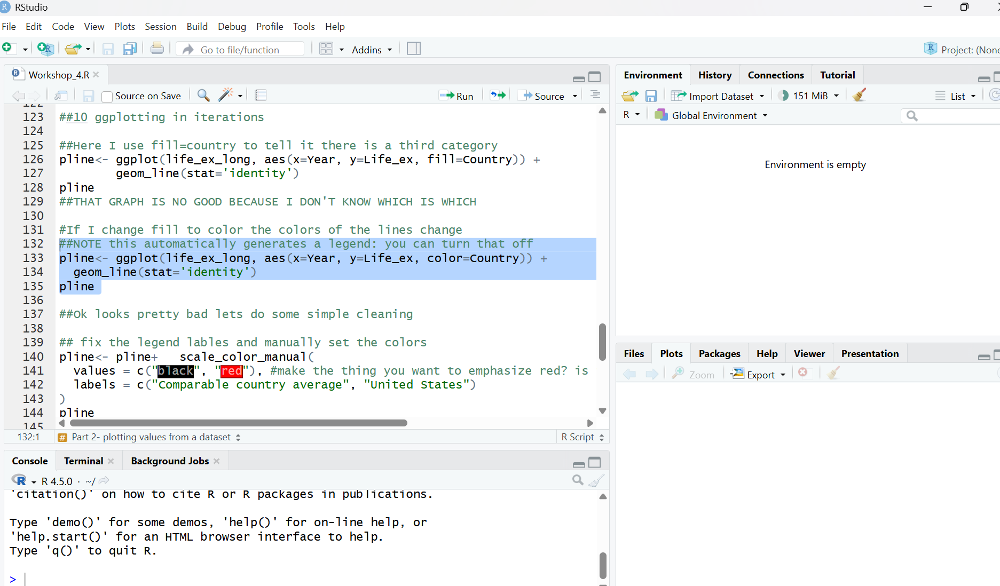 RStudio
File Edit Code View Plots Session Build Debug Profile Tools Help
Go to file/function Addins Project: (None
Workshop_4.R
Source on Save Run Source
123 ##10 ggplotting in iterations
124
125 ##Here I use fill=country to tell it there is a third category
126 pline<- ggplot(life_ex_long, aes(x=Year, y=Life_ex, fill=Country)) +
127 geom_line(stat='identity')
128 pline
129 ##THAT GRAPH IS NO GOOD BECAUSE I DON'T KNOW WHICH IS WHICH
130
131 #If I change fill to color the colors of the lines change
132 ##NOTE this automatically generates a legend: you can turn that off
133 pline<- ggplot(life_ex_long, aes(x=Year, y=Life_ex, color=Country)) +
134 geom_line(stat='identity')
135 pline
136
137 ##Ok looks pretty bad lets do some simple cleaning
138
139 ## fix the legend lables and manually set the colors
140 pline<- pline+ scale_color_manual(
141 values = c("black", "red"), #make the thing you want to emphasize red? is
142 labels = c("Comparable country average", "United States")
143 )
144 pline
145
132:1 # Part 2- plotting values from a dataset R Script
Console Terminal Background Jobs
R R 4.5.0 · ~/
'citation()' on how to cite R or R packages in publications.
Type 'demo()' for some demos, 'help()' for on-line help, or
'help.start()' for an HTML browser interface to help.
Type 'q()' to quit R.
>
Environment History Connections Tutorial
Import Dataset 151 MiB List
R Global Environment
Environment is empty
Files Plots Packages Help Viewer Presentation
Zoom Export